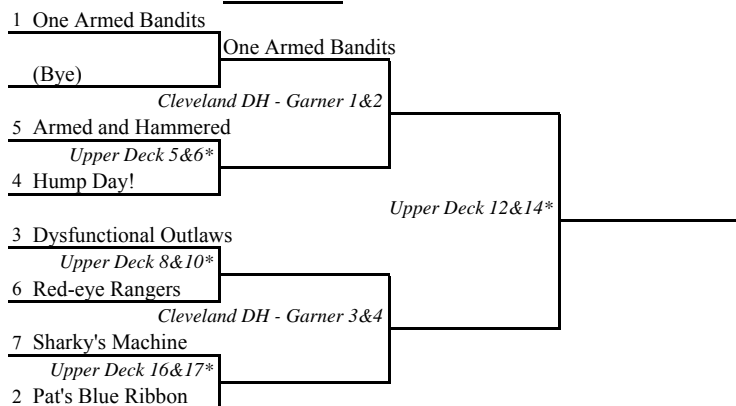 1 One Armed Bandits
One Armed Bandits
(Bye)
Cleveland DH - Garner 1&2
5 Armed and Hammered
Upper Deck 5&6*
4 Hump Day!
Upper Deck 12&14*
3 Dysfunctional Outlaws
Upper Deck 8&10*
6 Red-eye Rangers
Cleveland DH - Garner 3&4
7 Sharky's Machine
Upper Deck 16&17*
2 Pat's Blue Ribbon